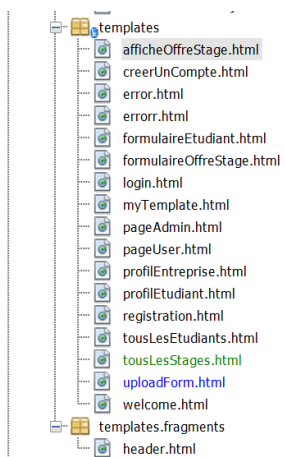 templates
afficheOffreStage.html
creerUnCompte.html
error.html
errorr.html
formulaireEtudiant.html
formulaireOffreStage.html
login.html
myTemplate.html
pageAdmin.html
pageUser.html
profilEntreprise.html
profilEtudiant.html
registration.html
tousLesEtudiants.html
tousLesStages.html
uploadForm.html
welcome.html
templates.fragments
header.html